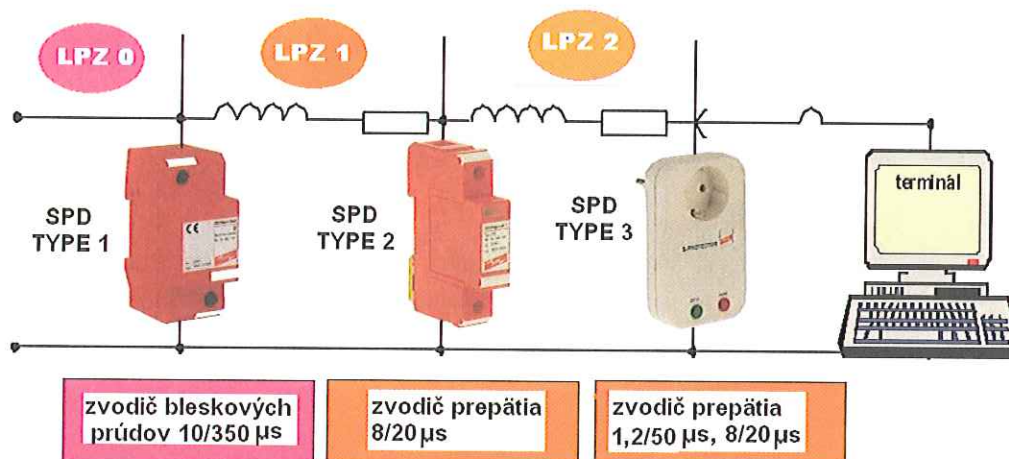 LPZ 0
LPZ 1
LPZ 2
SPD
TYPE 1
SPD
TYPE 2
SPD
TYPE 3
terminál
zvodič bleskových
prúdov 10/350 µs
zvodič prepätia
8/20 µs
zvodič prepätia
1,2/50 µs, 8/20 µs